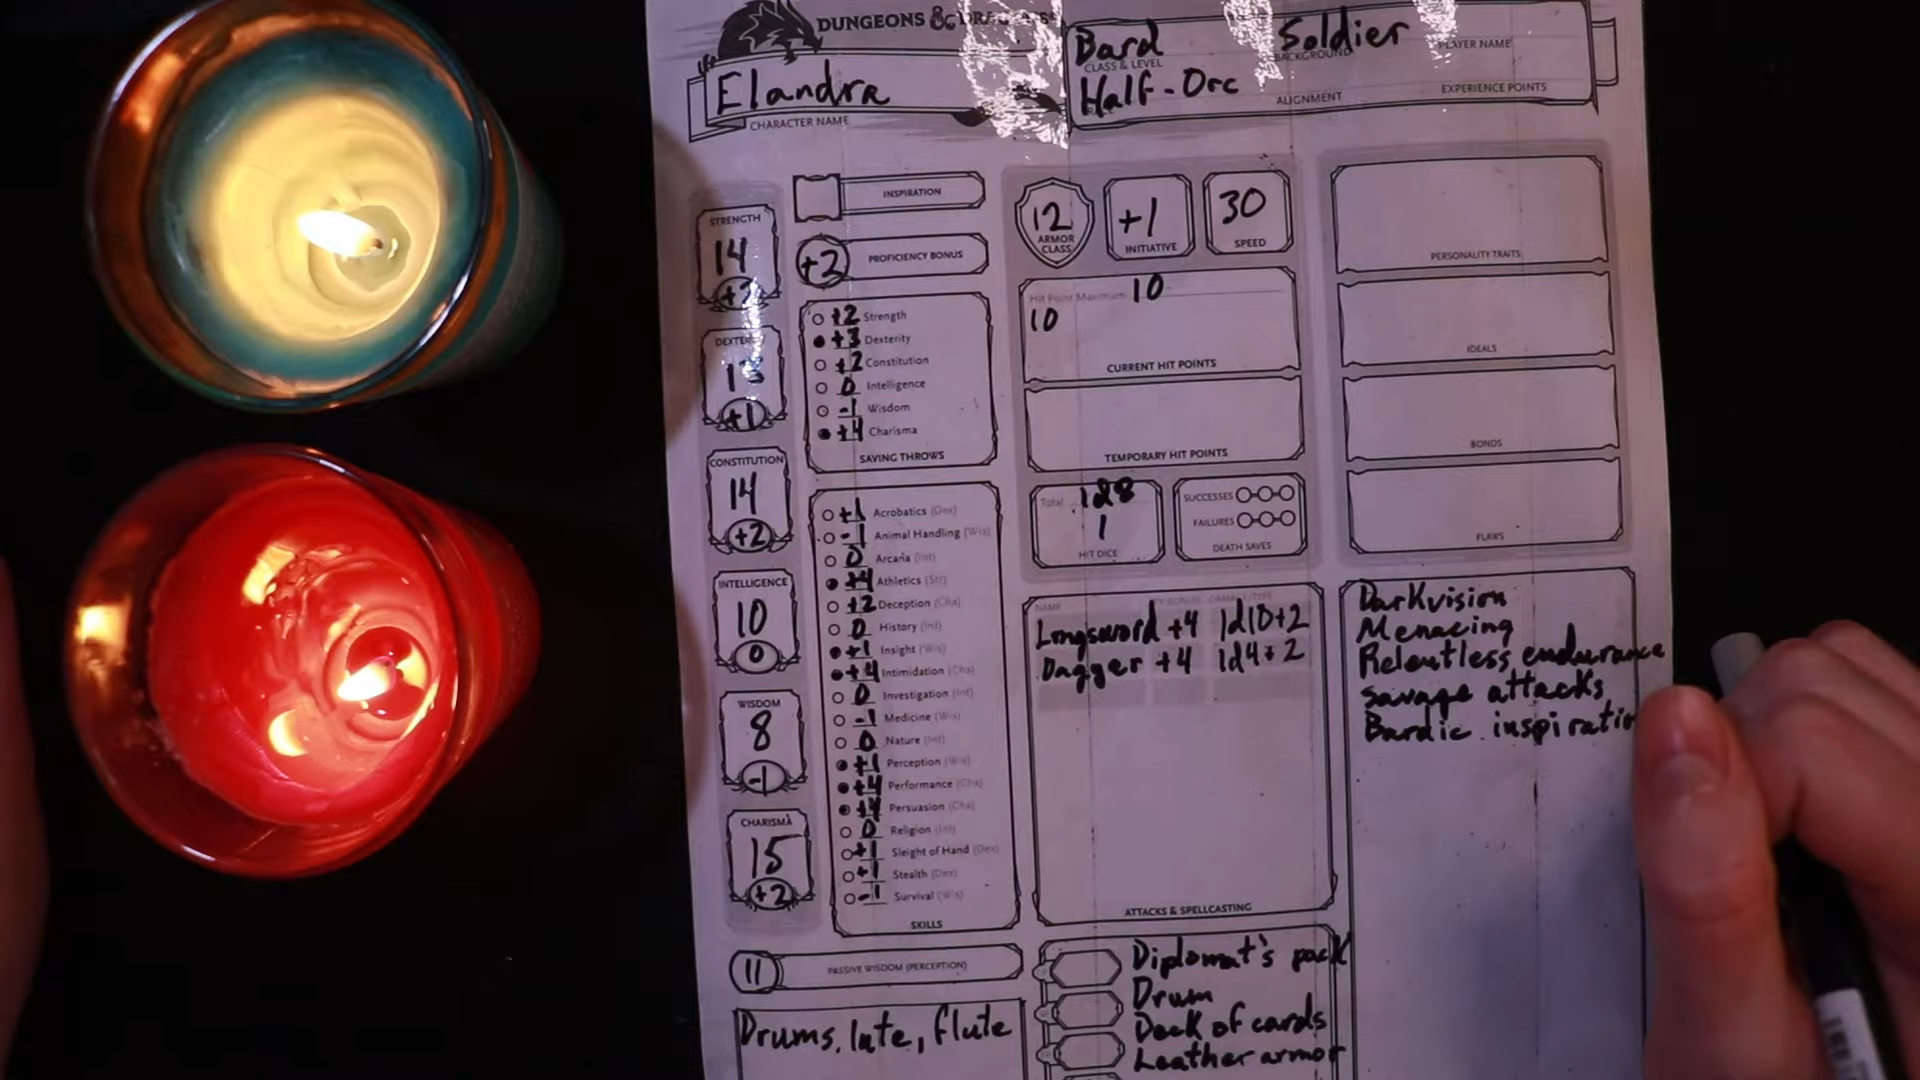 DUNGEONS & DRAGONS
Elandra
CHARACTER NAME
Bard
CLASS & LEVEL
Soldier
BACKGROUND
PLAYER NAME
Half-Orc
ALIGNMENT
EXPERIENCE POINTS
STRENGTH
14
+2
DEXTERITY
13
+1
CONSTITUTION
14
+2
INTELLIGENCE
10
0
WISDOM
8
-1
CHARISMA
15
+2
INSPIRATION
+2 PROFICIENCY BONUS
+2 Strength
+3 Dexterity
+2 Constitution
0 Intelligence
-1 Wisdom
+4 Charisma
SAVING THROWS
+1 Acrobatics (Dex)
-1 Animal Handling (Wis)
0 Arcana (Int)
+4 Athletics (Str)
+2 Deception (Cha)
0 History (Int)
+1 Insight (Wis)
+4 Intimidation (Cha)
0 Investigation (Int)
-1 Medicine (Wis)
0 Nature (Int)
+1 Perception (Wis)
+4 Performance (Cha)
+4 Persuasion (Cha)
0 Religion (Int)
+1 Sleight of Hand (Dex)
+1 Stealth (Dex)
-1 Survival (Wis)
SKILLS
11 PASSIVE WISDOM (PERCEPTION)
Drums, lute, flute
12
ARMOR
CLASS
+1
INITIATIVE
30
SPEED
Hit Point Maximum 10
10
CURRENT HIT POINTS
TEMPORARY HIT POINTS
Total 1d8
1
HIT DICE
SUCCESSES
FAILURES
DEATH SAVES
NAME
Longsword +4 1d10+2
Dagger +4 1d4+2
ATTACKS & SPELLCASTING
Diplomat's pack
Drum
Deck of cards
Leather armor
PERSONALITY TRAITS
IDEALS
BONDS
FLAWS
Darkvision
Menacing
Relentless endurance
savage attacks
Bardic inspiratio